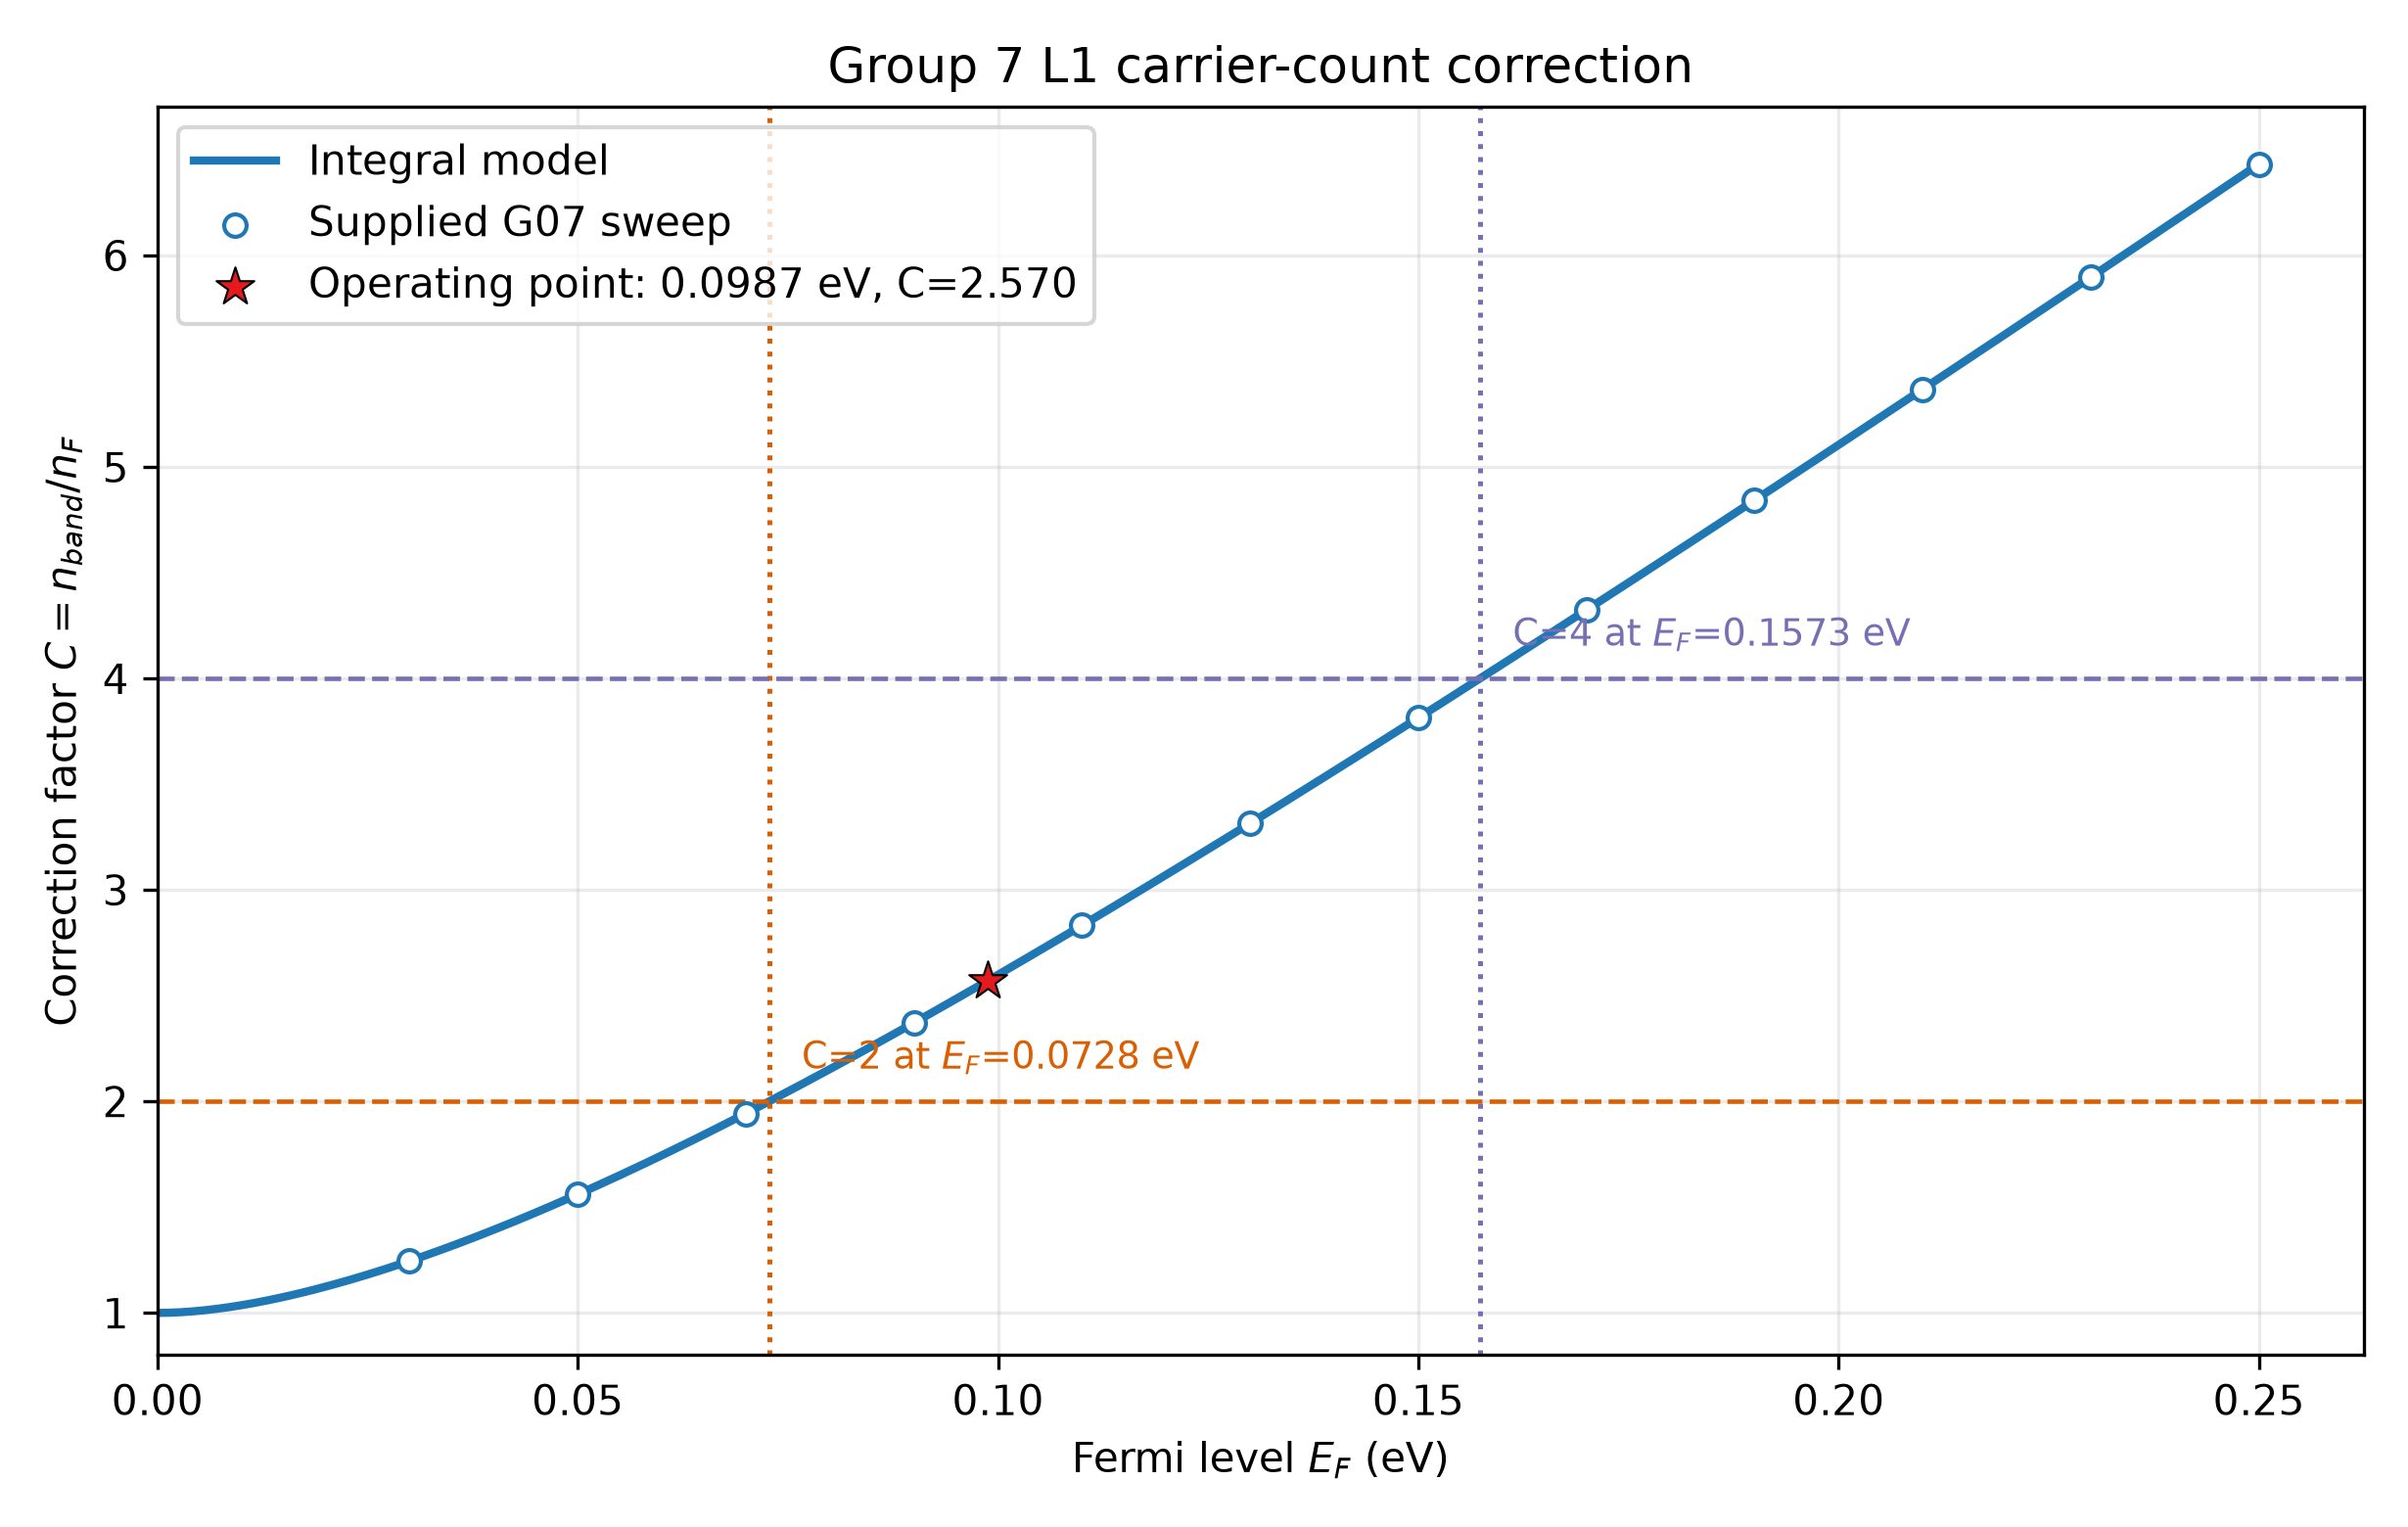 Group 7 L1 carrier-count correction
Integral model
Supplied G07 sweep
Operating point: 0.0987 eV, C=2.570
Correction factor C = n_band/n_F
6
5
4
3
2
1
C=4 at E_F=0.1573 eV
C=2 at E_F=0.0728 eV
0.00 0.05 0.10 0.15 0.20 0.25
Fermi level E_F (eV)